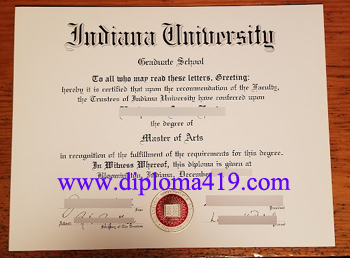 Indiana University
Graduate School
To all who may read these letters, Greeting:
hereby it is certified that upon the recommendation of the Faculty,
the Trustees of Indiana University have conferred upon
the degree of
Master of Arts
in recognition of the fulfillment of the requirements for this degree.
In Witness Whereof, this diploma is given at
Bloomington, Indiana, December
www.diploma419.com
President